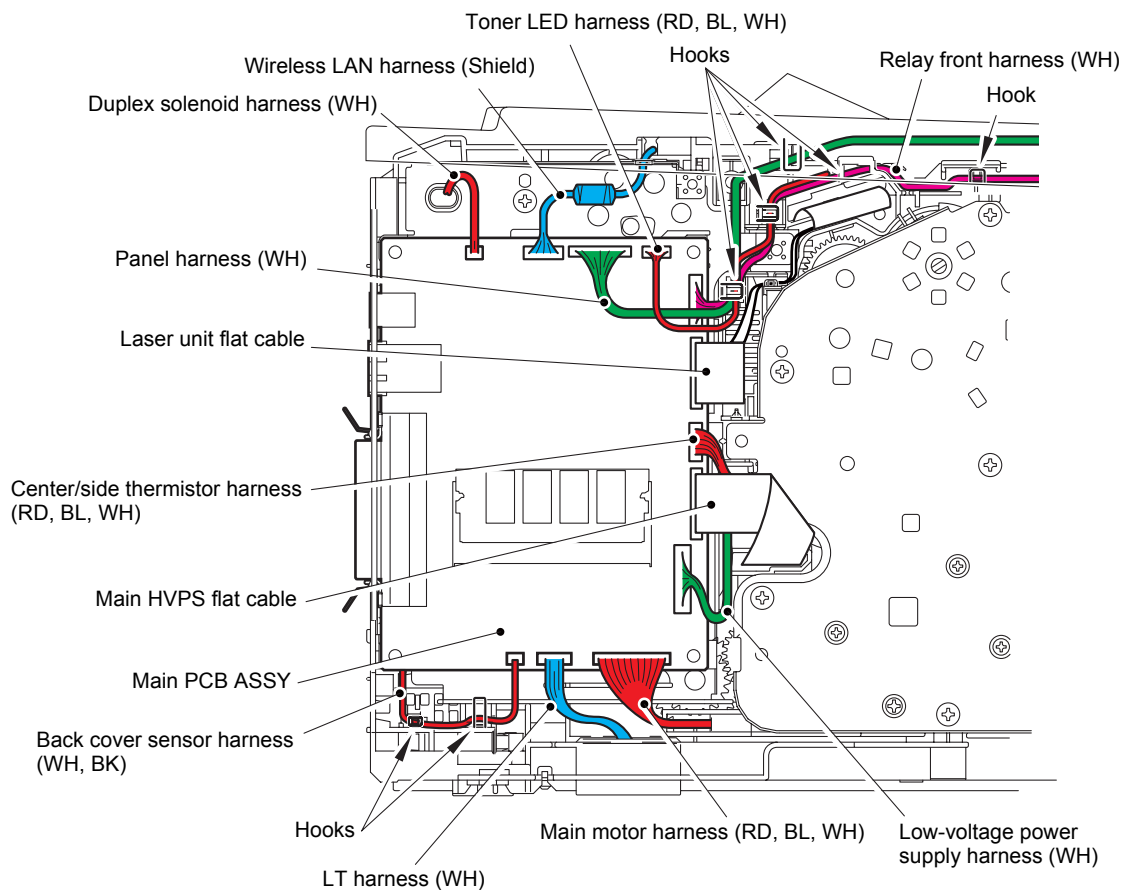 Toner LED harness (RD, BL, WH)
Hooks
Wireless LAN harness (Shield)
Relay front harness (WH)
Duplex solenoid harness (WH)
Hook
Panel harness (WH)
Laser unit flat cable
Center/side thermistor harness
(RD, BL, WH)
Main HVPS flat cable
Main PCB ASSY
Back cover sensor harness
(WH, BK)
Hooks
Main motor harness (RD, BL, WH)
Low-voltage power
supply harness (WH)
LT harness (WH)